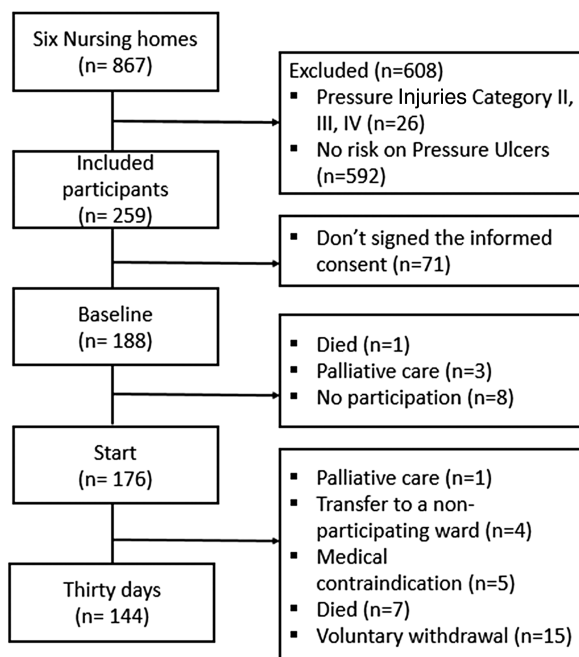 Six Nursing homes
(n= 867)
Excluded (n=608)
▪ Pressure Injuries Category II,
III, IV (n=26)
▪ No risk on Pressure Ulcers
(n=592)
Included
participants
(n= 259)
▪ Don't signed the informed
consent (n=71)
Baseline
(n= 188)
▪ Died (n=1)
▪ Palliative care (n=3)
▪ No participation (n=8)
Start
(n= 176)
▪ Palliative care (n=1)
▪ Transfer to a non-
participating ward (n=4)
▪ Medical
contraindication (n=5)
▪ Died (n=7)
▪ Voluntary withdrawal (n=15)
Thirty days
(n= 144)